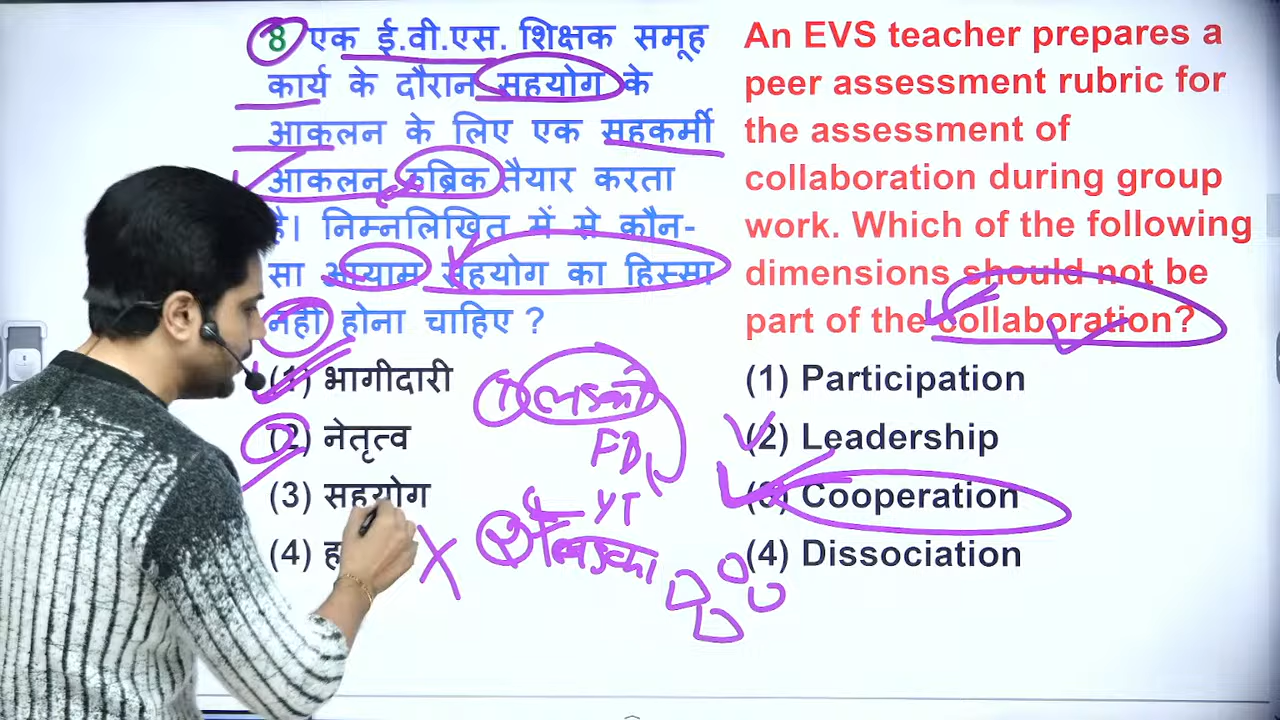 8 एक ई.वी.एस. शिक्षक समूह
कार्य के दौरान सहयोग के
आकलन के लिए एक सहकर्मी
आकलन रुब्रिक तैयार करता
है। निम्नलिखित में से कौन-
सा आयाम सहयोग का हिस्सा
नहीं होना चाहिए ?
(1) भागीदारी
(2) नेतृत्व
(3) सहयोग
(4)
An EVS teacher prepares a
peer assessment rubric for
the assessment of
collaboration during group
work. Which of the following
dimensions should not be
part of the collaboration?
(1) Participation
(2) Leadership
(3) Cooperation
(4) Dissociation
FB
YT
लड़का